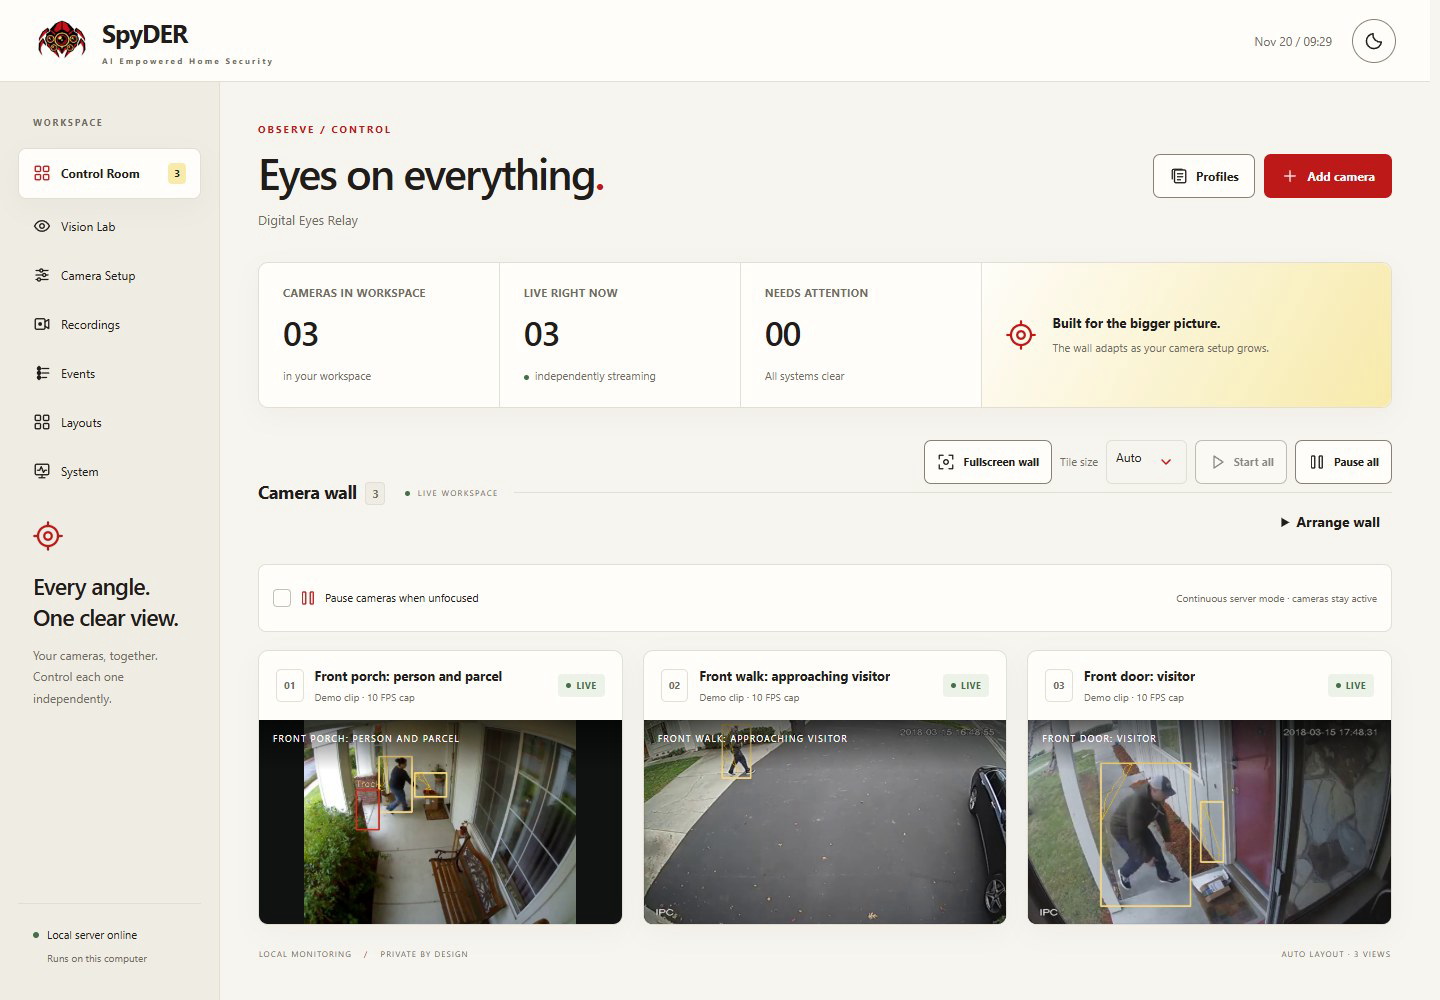 SpyDER
AI Empowered Home Security
Nov 20 / 09:29
WORKSPACE
Control Room
3
Vision Lab
Camera Setup
Recordings
Events
Layouts
System
Every angle.
One clear view.
Your cameras, together.
Control each one
independently.
Local server online
Runs on this computer
OBSERVE / CONTROL
Eyes on everything.
Digital Eyes Relay
Profiles
Add camera
CAMERAS IN WORKSPACE
03
in your workspace
LIVE RIGHT NOW
03
independently streaming
NEEDS ATTENTION
00
All systems clear
Built for the bigger picture.
The wall adapts as your camera setup grows.
Fullscreen wall
Tile size
Auto
Start all
Pause all
Camera wall
3
LIVE WORKSPACE
Arrange wall
Pause cameras when unfocused
Continuous server mode · cameras stay active
01
Front porch: person and parcel
Demo clip · 10 FPS cap
LIVE
FRONT PORCH: PERSON AND PARCEL
Track
02
Front walk: approaching visitor
Demo clip · 10 FPS cap
LIVE
FRONT WALK: APPROACHING VISITOR
2018-03-15 16:48:55
IPC
03
Front door: visitor
Demo clip · 10 FPS cap
LIVE
FRONT DOOR: VISITOR
2018-03-15 17:48:31
IPC
LOCAL MONITORING / PRIVATE BY DESIGN
AUTO LAYOUT · 3 VIEWS